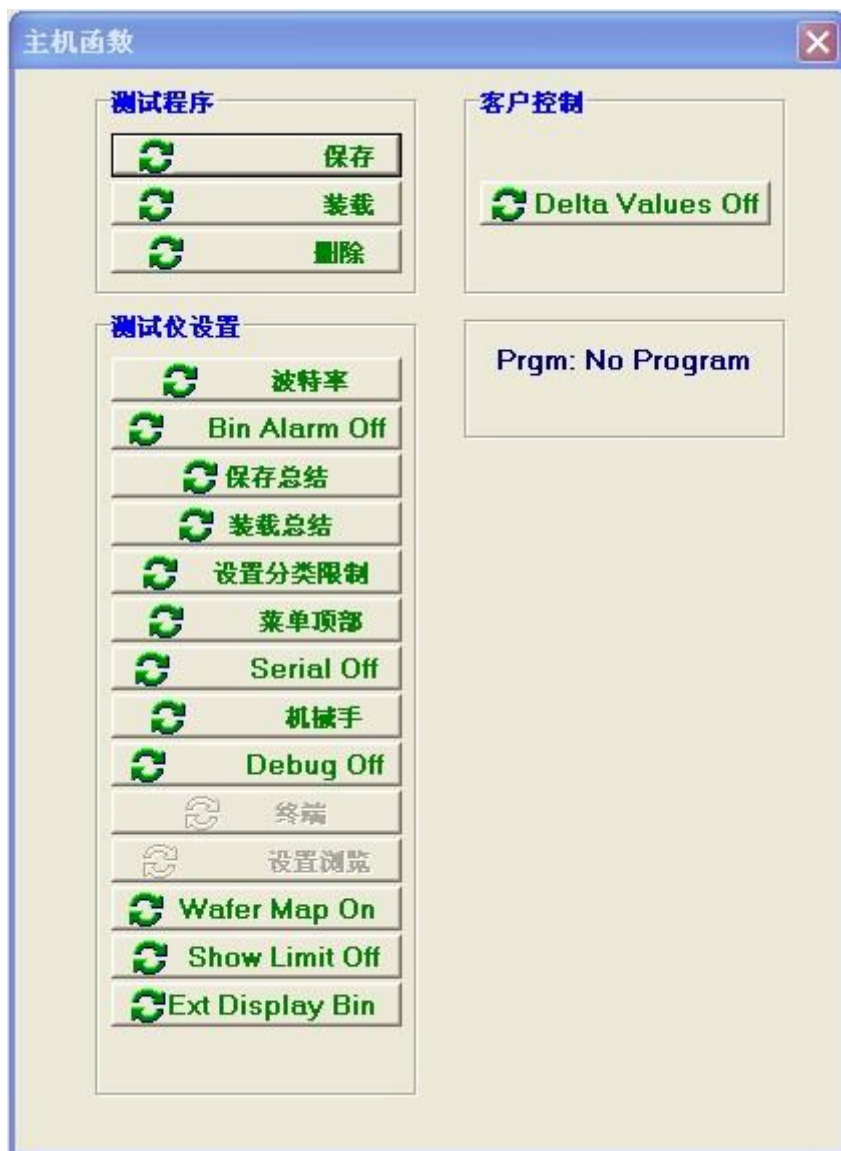 主机函数
测试程序
保存
装载
删除
客户控制
Delta Values Off
测试仪设置
波特率
Bin Alarm Off
保存总结
装载总结
设置分类限制
菜单顶部
Serial Off
机械手
Debug Off
终端
设置浏览
Wafer Map On
Show Limit Off
Ext Display Bin
Prgm: No Program